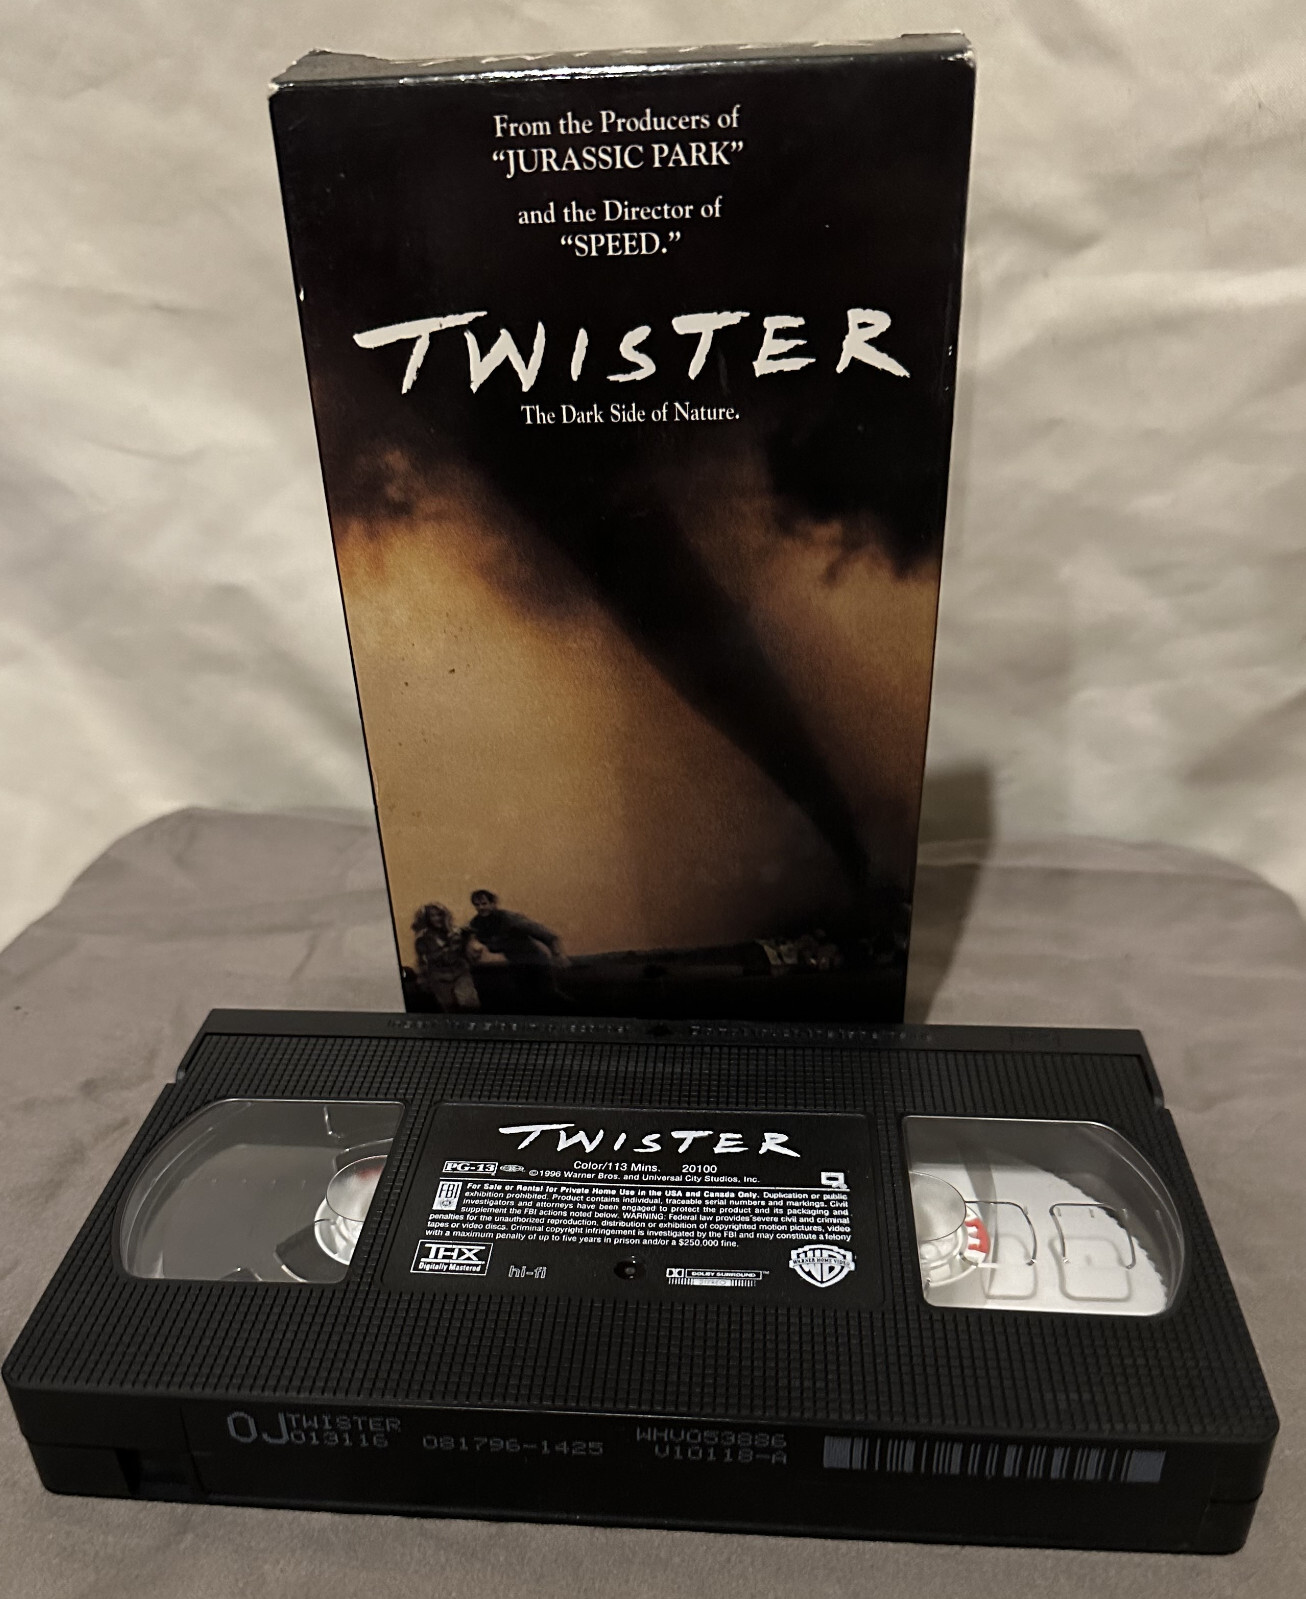 From the Producers of
“JURASSIC PARK”
and the Director of
“SPEED.”
TWISTER
The Dark Side of Nature.
TWISTER
PG-13
Color/113 Mins. 20100
©1996 Warner Bros. and Universal City Studios, Inc.
FBI
For Sale or Rental for Private Home Use in the USA and Canada Only. Duplication or public
exhibition prohibited. Product contains individual, traceable serial numbers and markings. Civil
investigators and attorneys have been engaged to protect the product and its packaging and
supplement the FBI actions noted below. WARNING: Federal law provides severe civil and criminal
penalties for the unauthorized reproduction, distribution or exhibition of copyrighted motion pictures, video
tapes or video discs. Criminal copyright infringement is investigated by the FBI and may constitute a felony
with a maximum penalty of up to five years in prison and/or a $250,000 fine.
THX
Digitally Mastered
hi-fi
DOLBY SURROUND™
STEREO
WB
WARNER HOME VIDEO
OJ TWISTER
013116
081796-1425
WHV053886
V10118-A